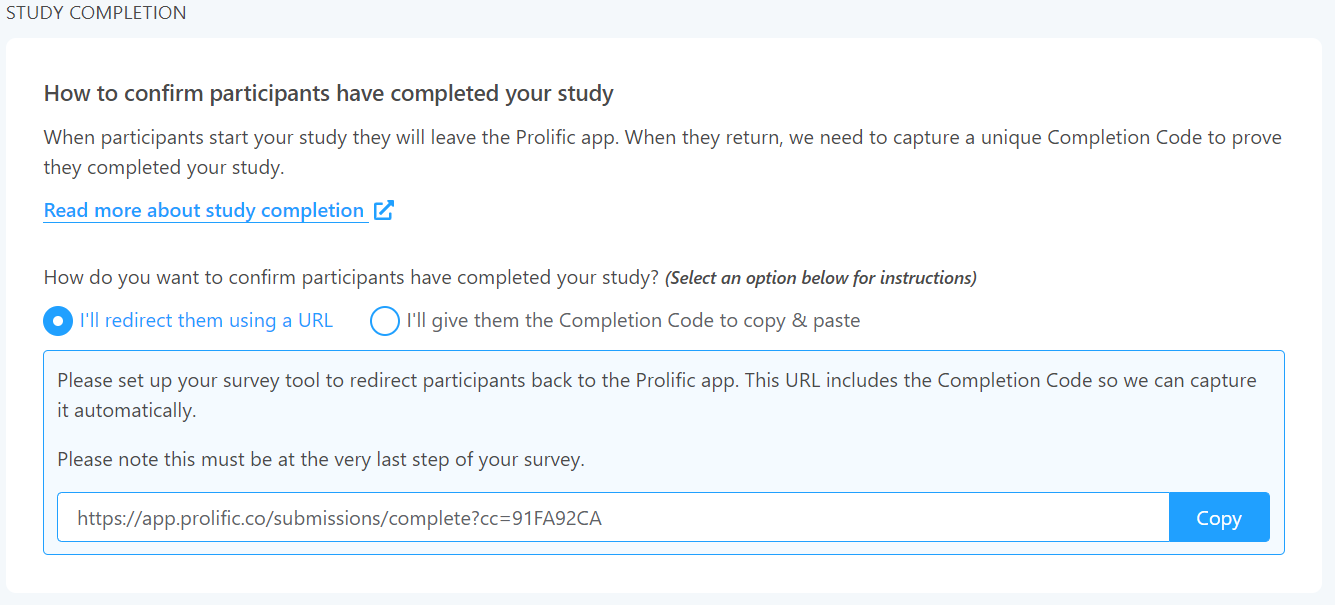 STUDY COMPLETION
How to confirm participants have completed your study
When participants start your study they will leave the Prolific app. When they return, we need to capture a unique Completion Code to prove
they completed your study.
Read more about study completion
How do you want to confirm participants have completed your study? (Select an option below for instructions)
I'll redirect them using a URL I'll give them the Completion Code to copy & paste
Please set up your survey tool to redirect participants back to the Prolific app. This URL includes the Completion Code so we can capture
it automatically.
Please note this must be at the very last step of your survey.
https://app.prolific.co/submissions/complete?cc=91FA92CA Copy